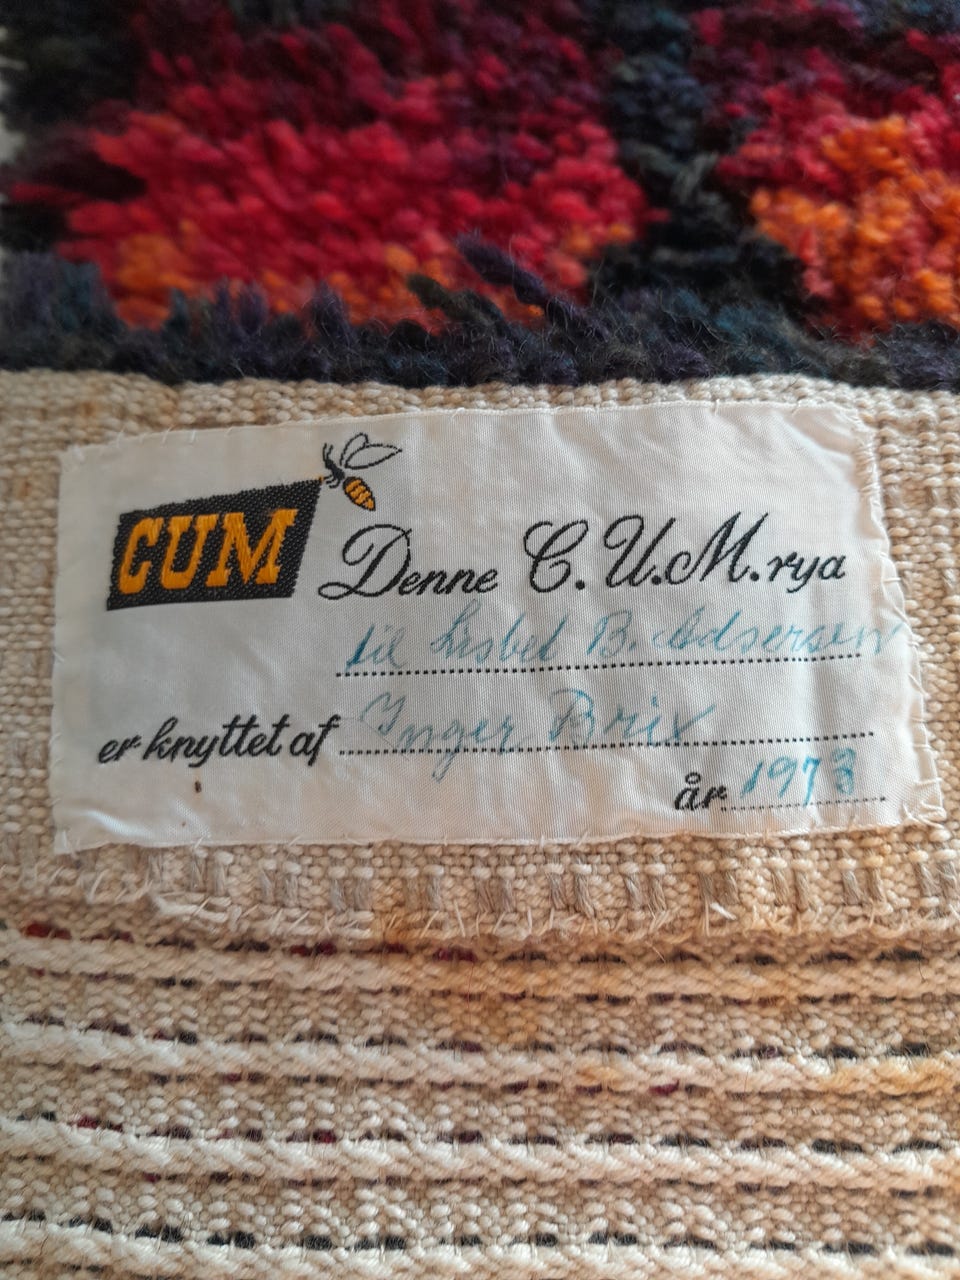 CUM
Denne C.U.M. rya
til Lisbet B. Adsersen
er knyttet af Inger Brix
år 1973